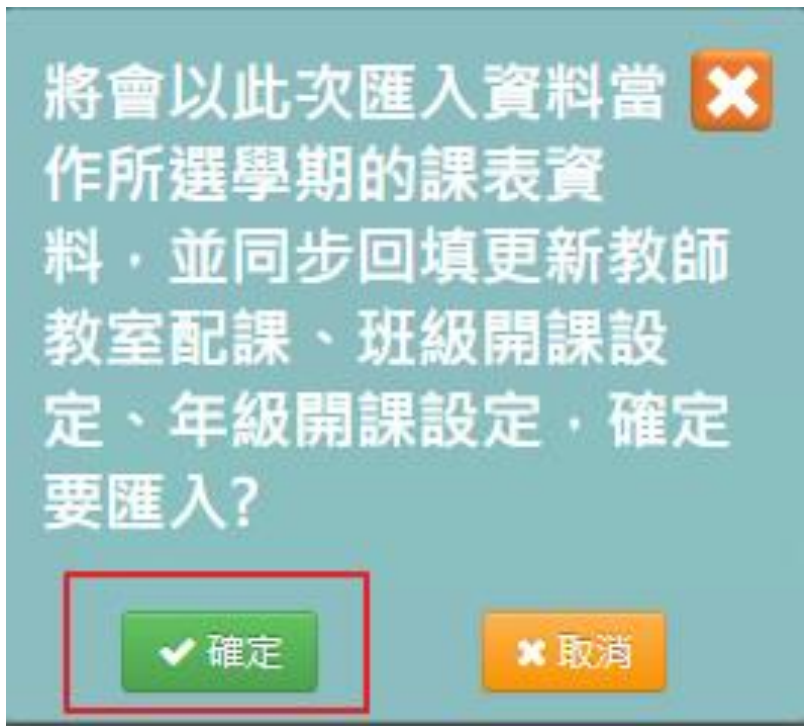 將會以此次匯入資料當
作所選學期的課表資
料，並同步回填更新教師
教室配課、班級開課設
定、年級開課設定，確定
要匯入?
確定
取消